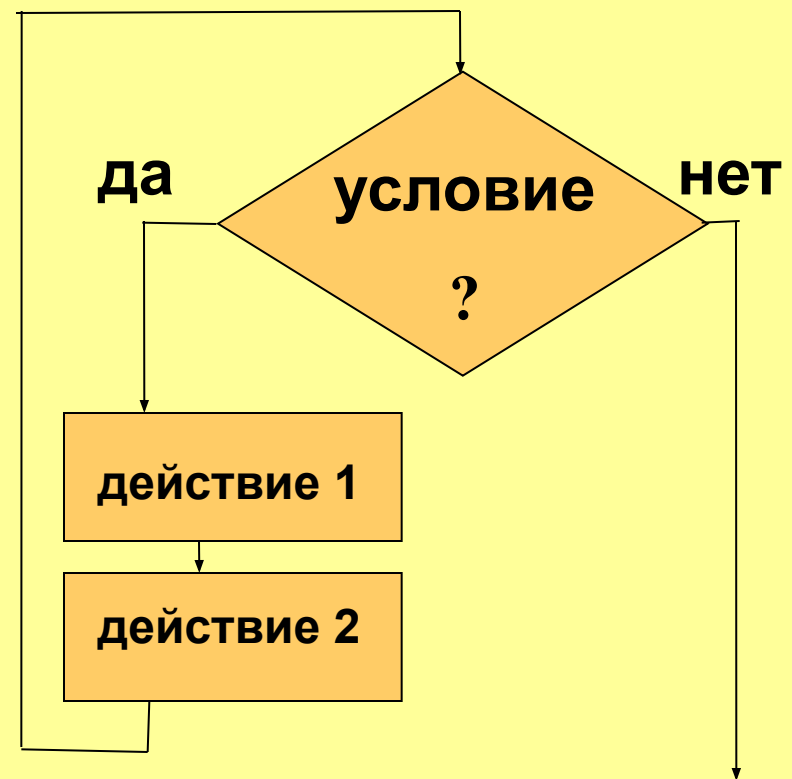 да
условие
нет
?
действие 1
действие 2